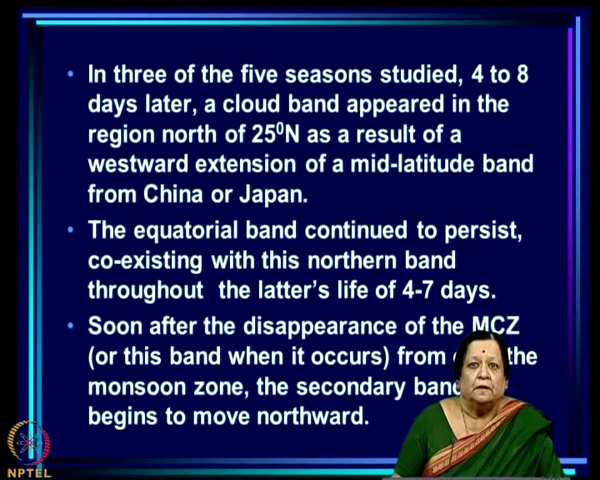 • In three of the five seasons studied, 4 to 8
days later, a cloud band appeared in the
region north of 25⁰N as a result of a
westward extension of a mid-latitude band
from China or Japan.
• The equatorial band continued to persist,
co-existing with this northern band
throughout the latter's life of 4-7 days.
• Soon after the disappearance of the MCZ
(or this band when it occurs) from the
monsoon zone, the secondary band
begins to move northward.
NPTEL